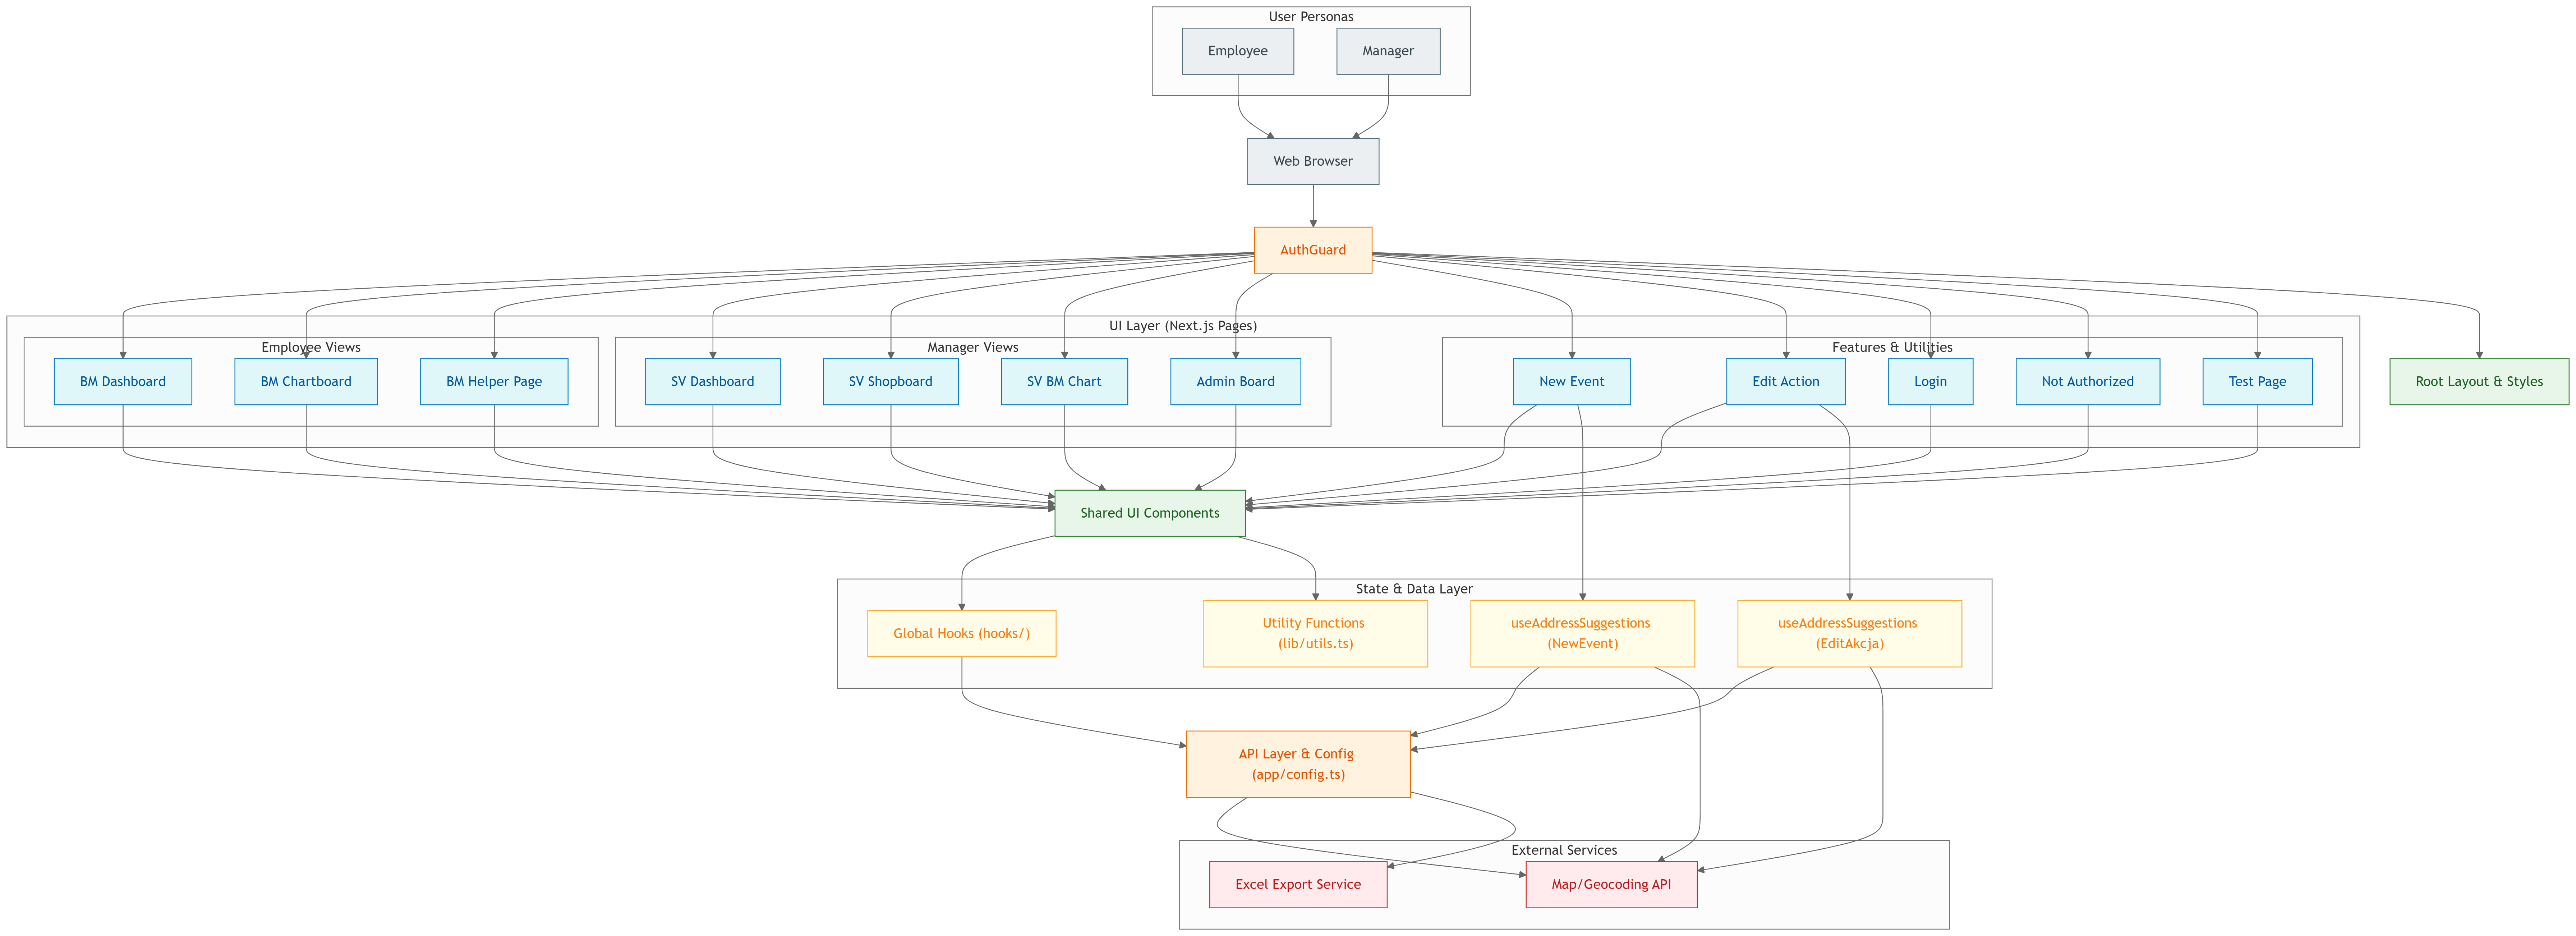 User Personas
Employee
Manager
Web Browser
AuthGuard
UI Layer (Next.js Pages)
Employee Views
Manager Views
Features & Utilities
BM Dashboard
BM Chartboard
BM Helper Page
SV Dashboard
SV Shopboard
SV BM Chart
Admin Board
New Event
Edit Action
Login
Not Authorized
Test Page
Root Layout & Styles
Shared UI Components
State & Data Layer
Global Hooks (hooks/)
Utility Functions
(lib/utils.ts)
useAddressSuggestions
(NewEvent)
useAddressSuggestions
(EditAkcja)
API Layer & Config
(app/config.ts)
External Services
Excel Export Service
Map/Geocoding API